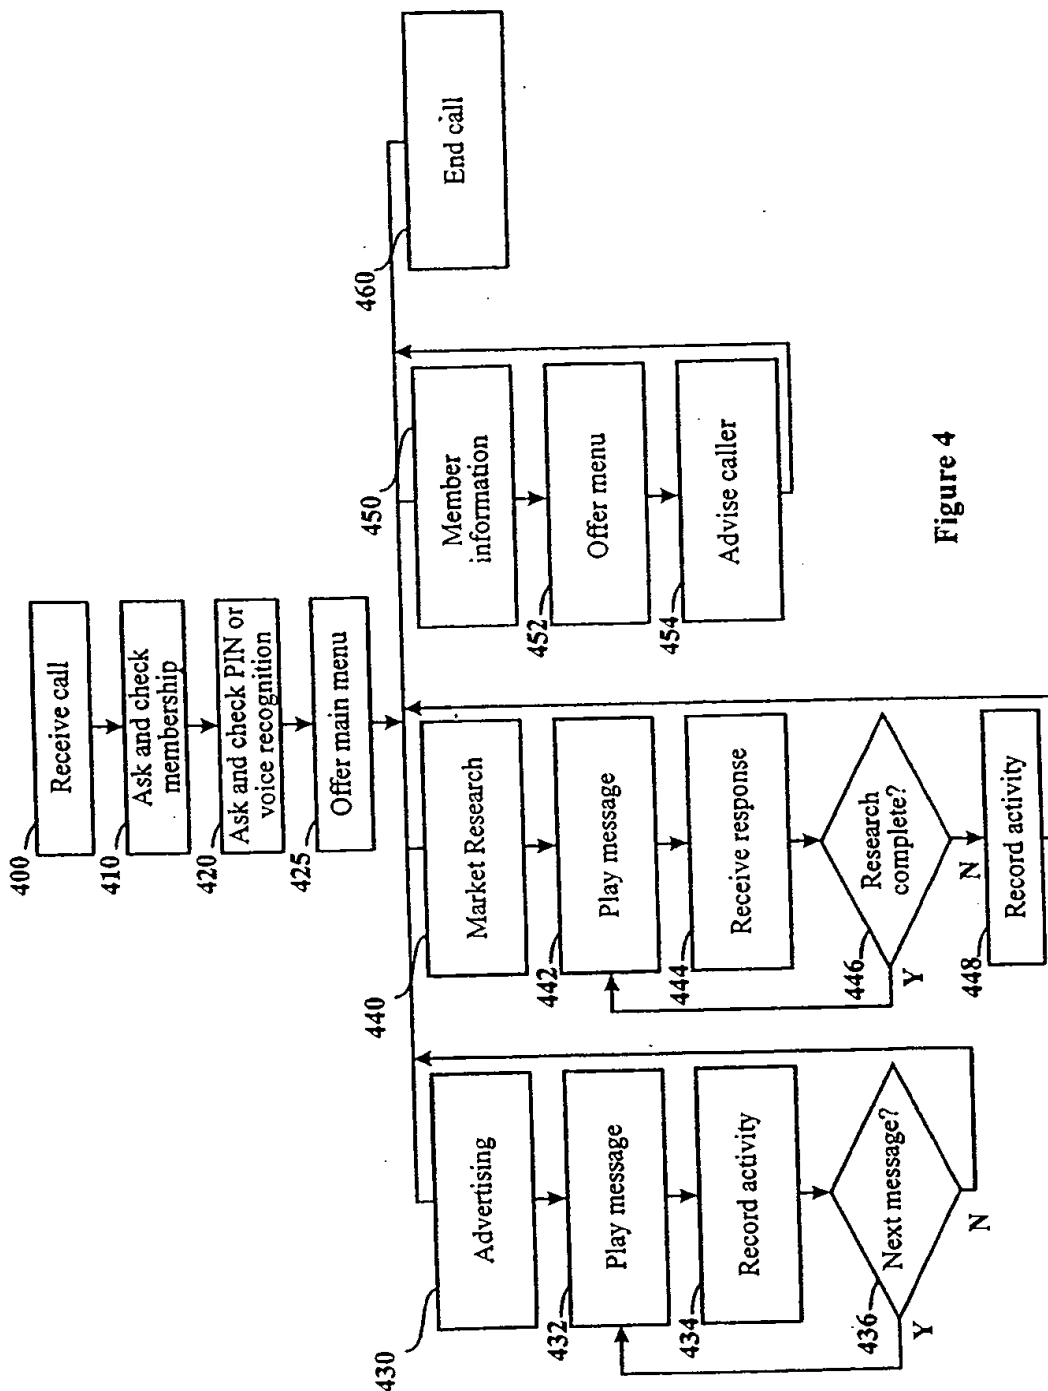 400
Receive call
410
Ask and check
membership
420
Ask and check PIN or
voice recognition
425
Offer main menu
430
Advertising
432
Play message
434
Record activity
436
Next message?
Y
N
440
Market Research
442
Play message
444
Receive response
446
Research
complete?
Y
N
448
Record activity
450
Member
information
452
Offer menu
454
Advise caller
460
End call
Figure 4